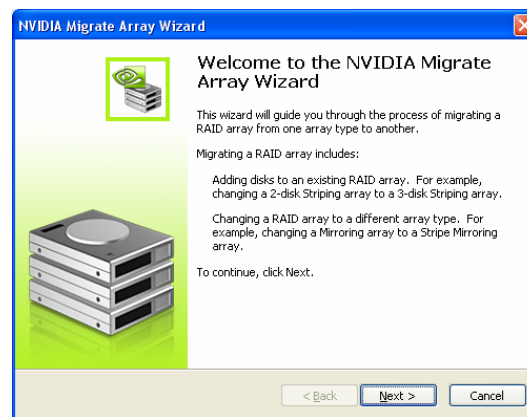 NVIDIA Migrate Array Wizard
Welcome to the NVIDIA Migrate
Array Wizard
This wizard will guide you through the process of migrating a
RAID array from one array type to another.
Migrating a RAID array includes:
Adding disks to an existing RAID array. For example,
changing a 2-disk Striping array to a 3-disk Striping array.
Changing a RAID array to a different array type. For
example, changing a Mirroring array to a Stripe Mirroring
array.
To continue, click Next.
< Back
Next >
Cancel